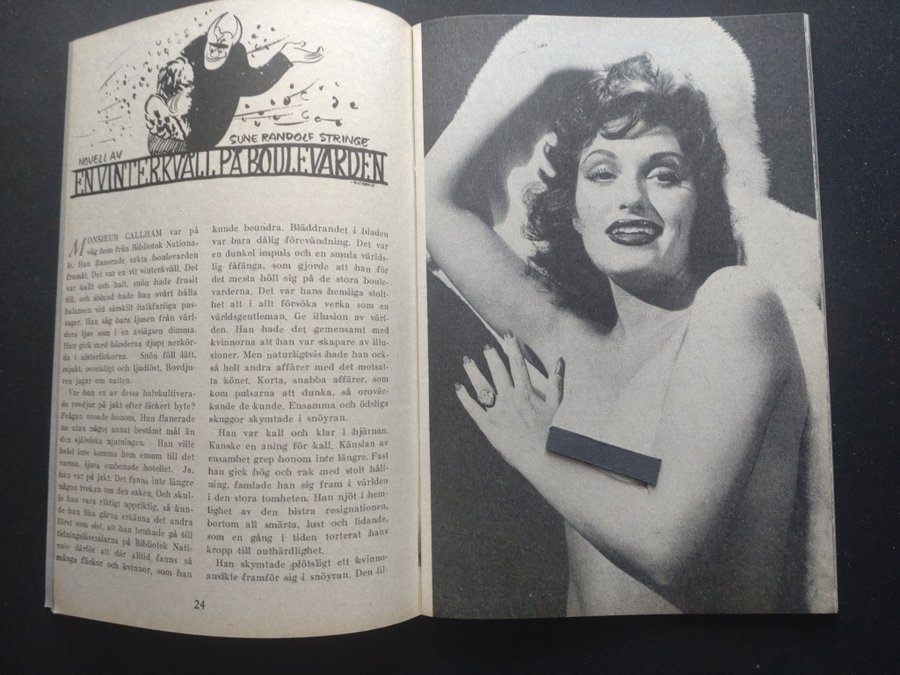 NOVELL AV
SUNE RANDOLF STRINGE
EN VINTERKVÄLL PÅ BOULEVARDEN
MONSIEUR CALLHAM var på
väg hem från Bibliotek Nationa-
le. Han flanerade sakta boulevarden
framåt. Det var en vit vinterkväll. Det
var kallt och halt, snön hade frusit
till, och ibland hade han svårt hålla
balansen vid särskilt halkfarliga pas-
sager. Han såg bara ljusen från värl-
dens ljus som i en avlägsen dimma.
Han gick med händerna djupt nerkör-
da i ulsterfickorna. Snön föll lätt,
mjukt, overkligt och ljudlöst. Rovdju-
ren jagar om natten.
Var han en av dessa halvkultivera-
de rovdjur på jakt efter läckert byte?
Frågan oroade honom. Han flanerade
nu utan något annat bestämt mål än
den själviska njutningen. Han ville
helst inte komma hem ensam till det
varma, ljusa ombonade hotellet. Ja,
han var på jakt. Det fanns inte längre
någon tvekan om den saken. Och skul-
le han vara riktigt uppriktig, så kun-
de han lika gärna erkänna det andra
först som sist, att han brukade gå till
tidningsläsesalarna på Bibliotek Nati-
nale därför att där alltid fanns så
många flickor och kvinnor, som han
kunde beundra. Bläddrandet i bladen
var bara dålig förevändning. Det var
en dunkel impuls och en smula världs-
lig fåfänga, som gjorde att han för
det mesta höll sig på de stora boule-
varderna. Det var hans hemliga stolt-
het att i allt försöka verka som en
världsgentleman. Ge illusion av värl-
den. Han hade det gemensamt med
kvinnorna att han var skapare av illu-
sioner. Men naturligtvis hade han ock-
så helt andra affärer med det motsat-
ta könet. Korta, snabba affärer, som
kom pulsarna att dunka, så oroväc-
kande de kunde. Ensamma och ödsliga
skuggor skymtade i snöyran.
Han var kall och klar i hjärnan.
Kanske en aning för kall. Känslan av
ensamhet grep honom inte längre. Fast
han gick hög och rak med stolt håll-
ning, famlade han sig fram i världen
i den stora tomheten. Han njöt i hem-
lighet av den bistra resignationen,
bortom all smärta, lust och lidande,
som en gång i tiden torterat hans
kropp till outhärdlighet.
Han skymtade plötsligt ett kvinno-
ansikte framför sig i snöyran. Den lil-
24